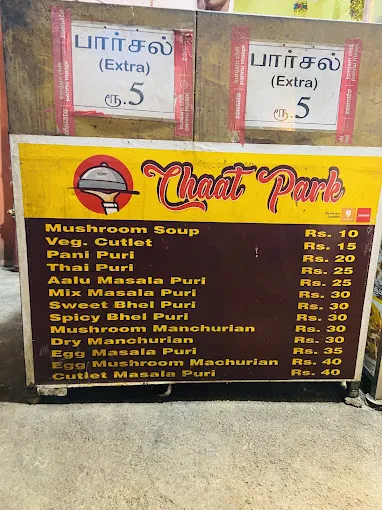 பார்சல்
(Extra)
ரூ.5
பார்சல்
(Extra)
ரூ.5
Chaat Park
Mushroom Soup Rs. 10
Veg. Cutlet Rs. 15
Pani Puri Rs. 20
Thai Puri Rs. 25
Aalu Masala Puri Rs. 25
Mix Masala Puri Rs. 30
Sweet Bhel Puri Rs. 30
Spicy Bhel Puri Rs. 30
Mushroom Manchurian Rs. 30
Dry Manchurian Rs. 30
Egg Masala Puri Rs. 35
Egg Mushroom Machurian Rs. 40
Cutlet Masala Puri Rs. 40